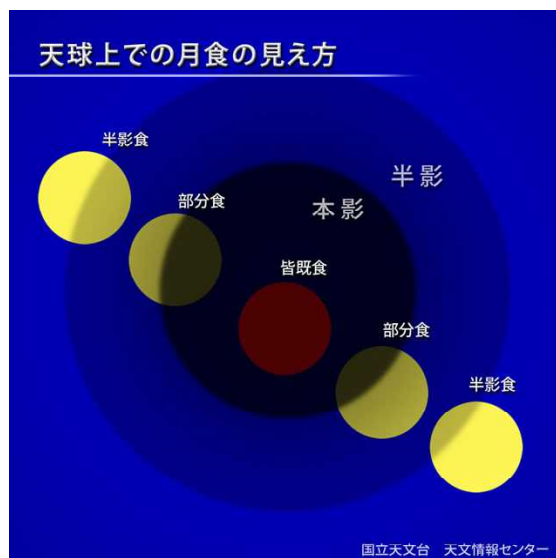 天球上での月食の見え方
半影食
部分食
半影
本影
皆既食
部分食
半影食
国立天文台　天文情報センター